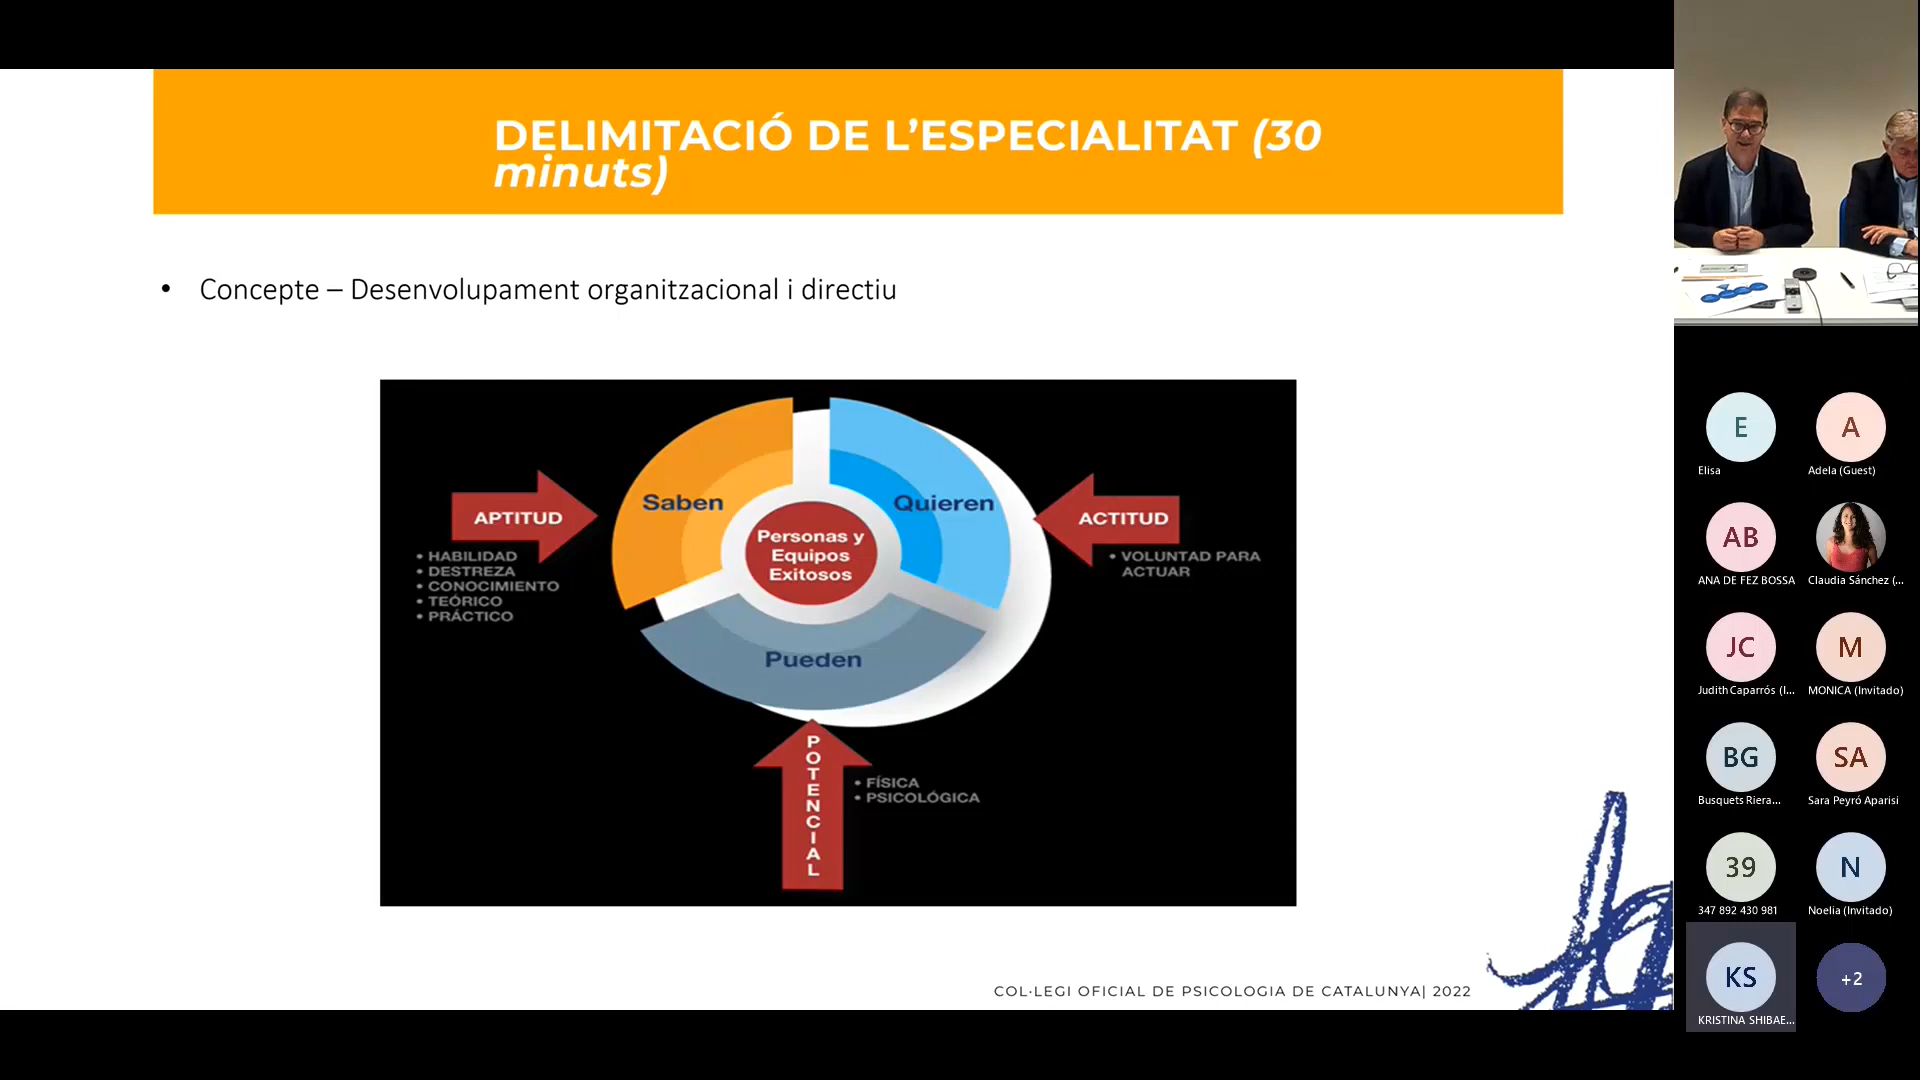 DELIMITACIÓ DE L'ESPECIALITAT (30
minuts)
• Concepte – Desenvolupament organitzacional i directiu
Saben
Quieren
Pueden
Personas y
Equipos
Exitosos
APTITUD
• HABILIDAD
• DESTREZA
• CONOCIMIENTO
• TEÓRICO
• PRÁCTICO
ACTITUD
• VOLUNTAD PARA
ACTUAR
POTENCIAL
• FÍSICA
• PSICOLÓGICA
COL·LEGI OFICIAL DE PSICOLOGIA DE CATALUNYA| 2022
E
Elisa
A
Adela (Guest)
AB
ANA DE FEZ BOSSA
Claudia Sánchez (...
JC
Judith Caparrós (I...
M
MONICA (Invitado)
BG
Busquets Riera...
SA
Sara Peyró Aparisi
39
347 892 430 981
N
Noelia (Invitado)
KS
KRISTINA SHIBAE...
+2